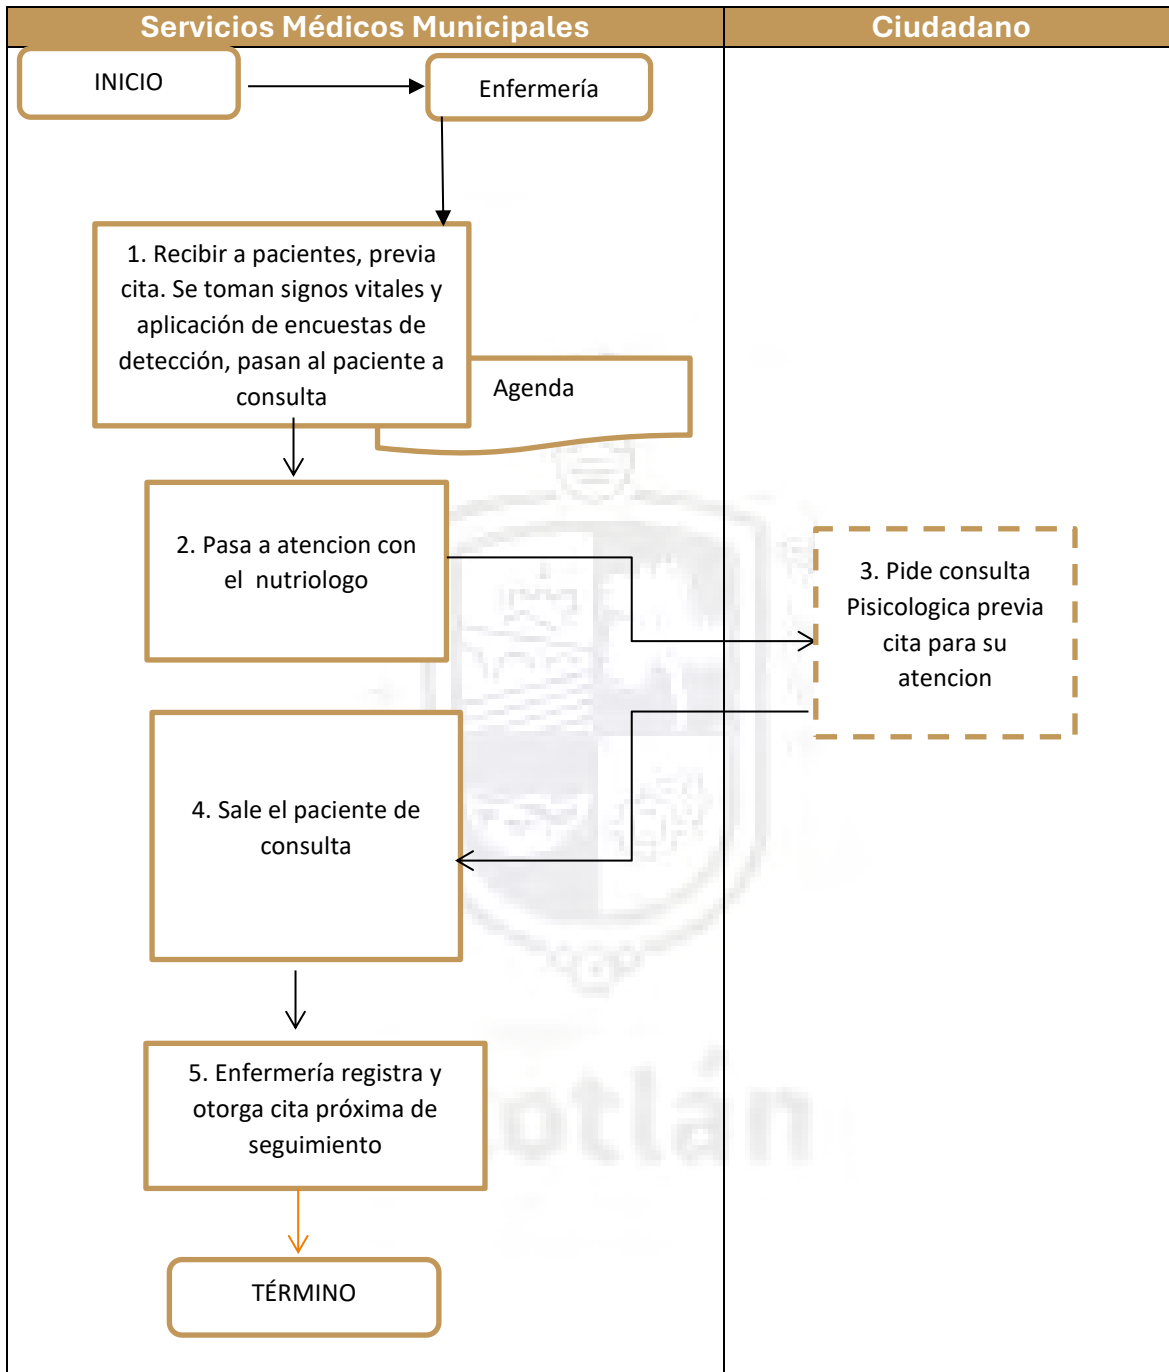 Servicios Médicos Municipales
Ciudadano
INICIO
Enfermería
1. Recibir a pacientes, previa
cita. Se toman signos vitales y
aplicación de encuestas de
detección, pasan al paciente a
consulta
Agenda
2. Pasa a atencion con
el nutriologo
3. Pide consulta
Pisicologica previa
cita para su
atencion
4. Sale el paciente de
consulta
5. Enfermería registra y
otorga cita próxima de
seguimiento
otlán
TÉRMINO